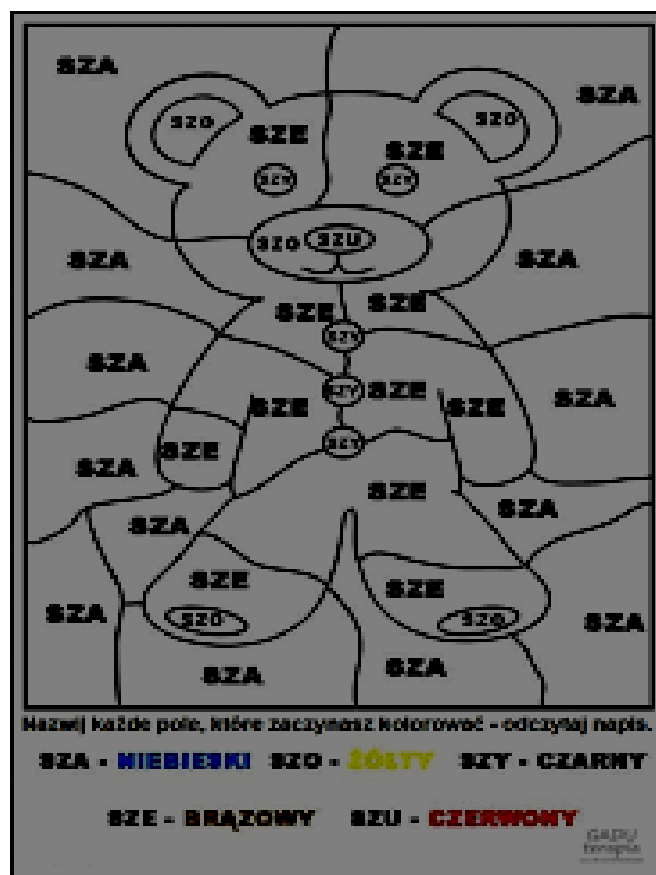 SZA
SZA
SZO SZO
SZE SZE
SZY SZY
SZO SZU
SZA SZA
SZE SZE
SZY
SZA SZY SZE SZA
SZE SZE
SZE SZY
SZA SZE
SZA SZA
SZE SZE
SZA SZO SZO SZA
SZA SZA
Nazwij każde pole, które zaczynasz kolorować - odczytaj napis.
SZA - NIEBIESKI SZO - ŻÓŁTY SZY - CZARNY
SZE - BRĄZOWY SZU - CZERWONY
GADU
terapia